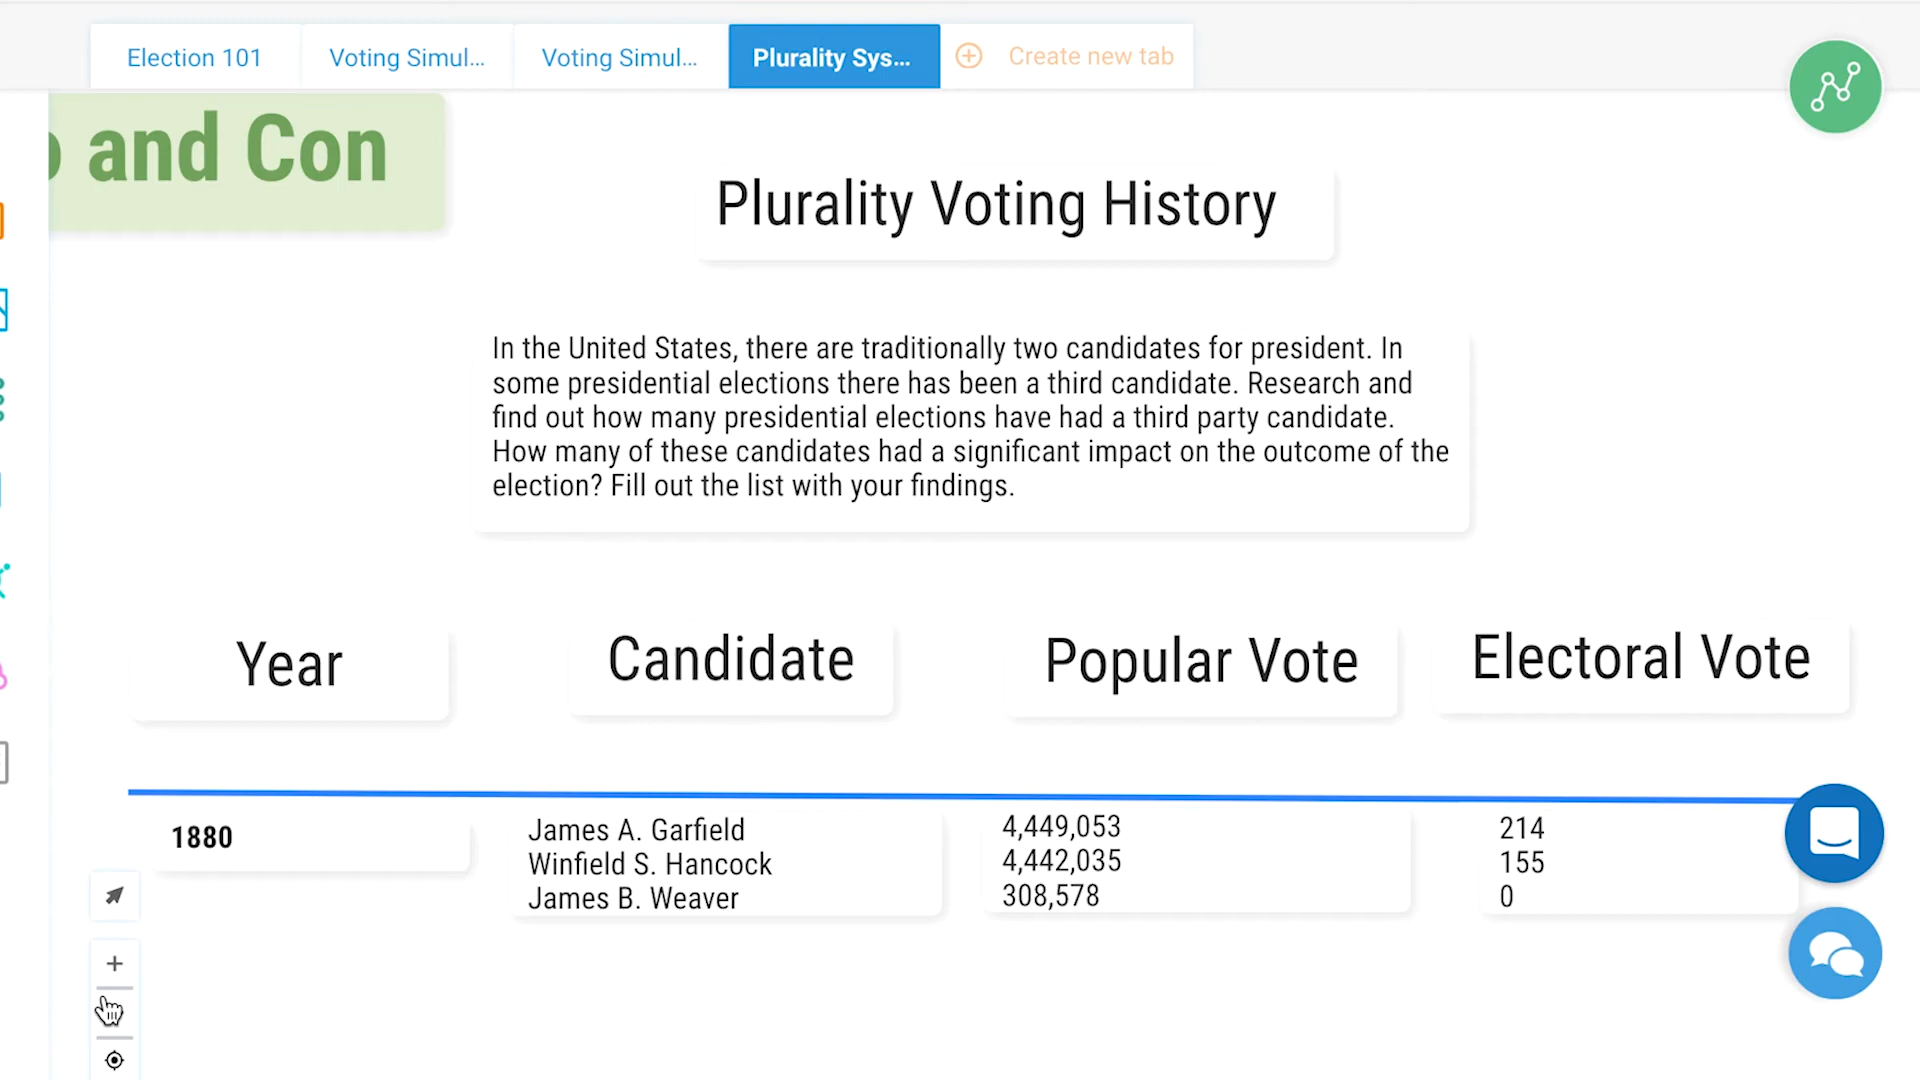 Election 101
Voting Simul...
Voting Simul...
Plurality Sys...
Create new tab
and Con
Plurality Voting History
In the United States, there are traditionally two candidates for president. In
some presidential elections there has been a third candidate. Research and
find out how many presidential elections have had a third party candidate.
How many of these candidates had a significant impact on the outcome of the
election? Fill out the list with your findings.
Year
Candidate
Popular Vote
Electoral Vote
1880
James A. Garfield
Winfield S. Hancock
James B. Weaver
4,449,053
4,442,035
308,578
214
155
0